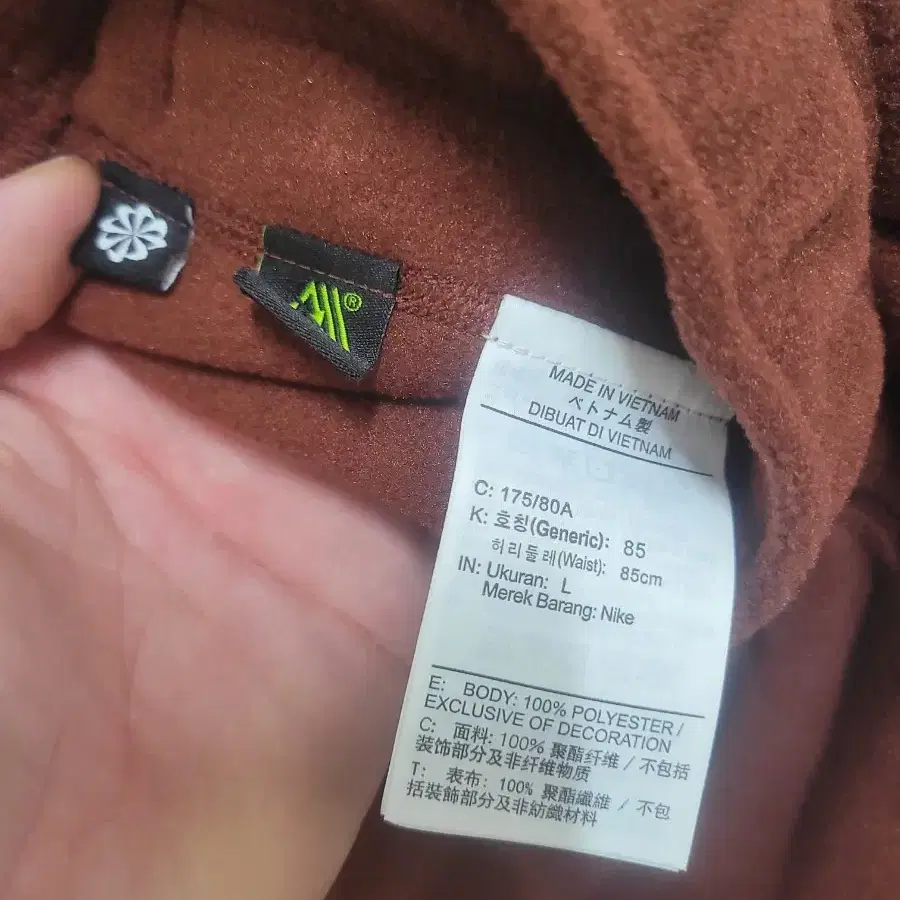 ®
MADE IN VIETNAM
ベトナム製
DIBUAT DI VIETNAM
C: 175/80A
K: 호칭(Generic): 85
허리둘레(Waist): 85cm
IN: Ukuran: L
Merek Barang: Nike
E: BODY: 100% POLYESTER /
EXCLUSIVE OF DECORATION
C: 面料: 100% 聚酯纤维 / 不包括
装饰部分及非纤维物质
T: 表布: 100% 聚酯纖維 / 不包
括裝飾部分及非紡織材料